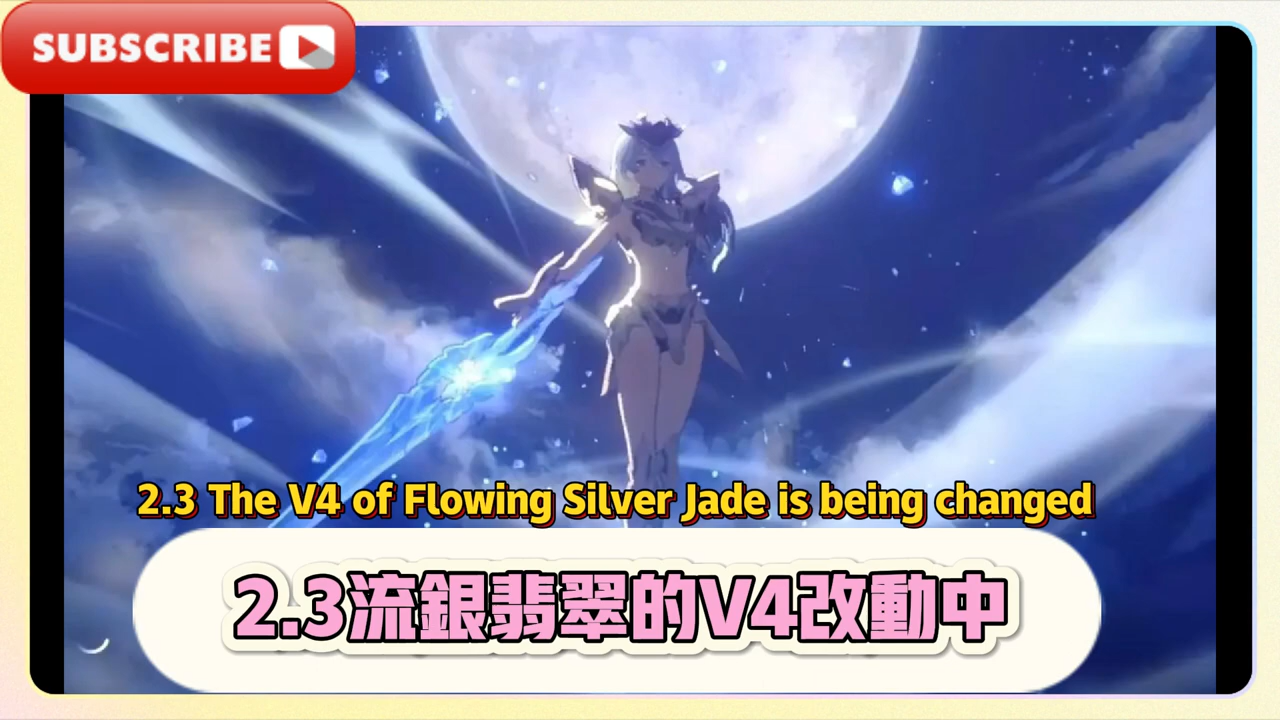 SUBSCRIBE
2.3 The V4 of Flowing Silver Jade is being changed
2.3流銀翡翠的V4改動中